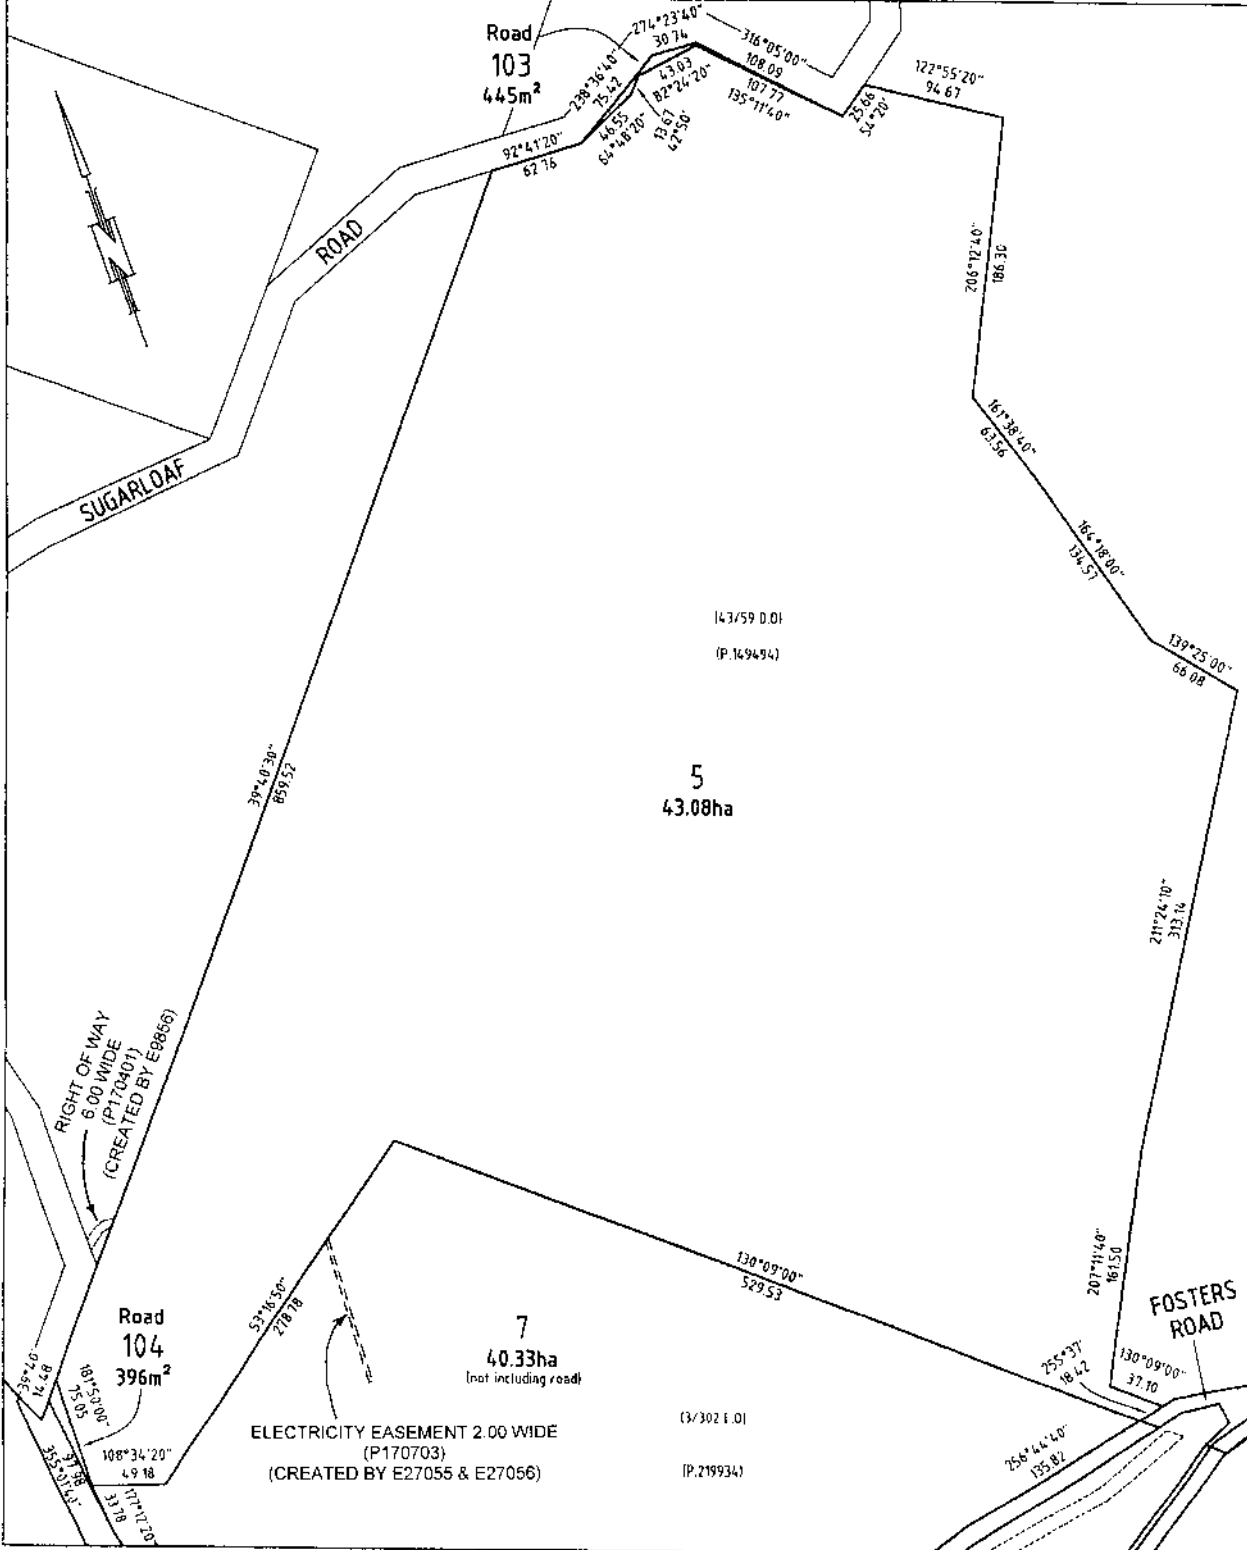 Road
103
445m²
274°23'40"
30.74
316°05'00"
108.09
107.77
135°11'40"
238°36'40"
75.42
43.03
82°24'20"
122°55'20"
94.67
25.66
54°20'
92°41'20"
62.76
46.55
64°48'20"
13.67
42°50'
ROAD
206°12'40"
186.30
SUGARLOAF
161°38'40"
63.56
164°18'00"
134.57
(43/59 D.O)
(P.149494)
139°25'00"
66.08
5
43.08ha
39°40'30"
859.52
211°24'10"
313.14
RIGHT OF WAY
6.00 WIDE
(P170401)
(CREATED BY E9856)
130°09'00"
529.53
207°11'40"
161.50
53°16'50"
278.78
FOSTERS
ROAD
Road
104
396m²
7
40.33ha
(not including road)
255°37'
18.42
130°09'00"
37.10
39°40'
14.48
181°50'00"
75.05
ELECTRICITY EASEMENT 2.00 WIDE
(P170703)
(CREATED BY E27055 & E27056)
(3/302 E.O)
(P.219934)
108°34'20"
49.18
256°44'40"
135.82
37.98
33.78
177°12'20"